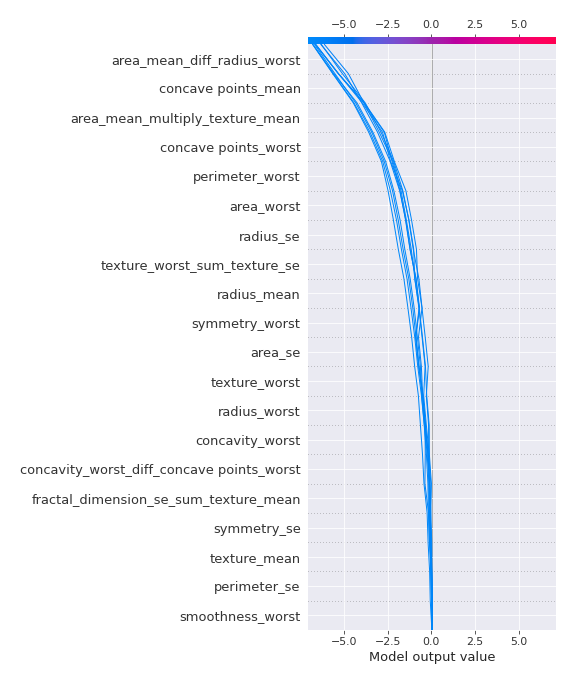 −5.0 −2.5 0.0 2.5 5.0
area_mean_diff_radius_worst
concave points_mean
area_mean_multiply_texture_mean
concave points_worst
perimeter_worst
area_worst
radius_se
texture_worst_sum_texture_se
radius_mean
symmetry_worst
area_se
texture_worst
radius_worst
concavity_worst
concavity_worst_diff_concave points_worst
fractal_dimension_se_sum_texture_mean
symmetry_se
texture_mean
perimeter_se
smoothness_worst
−5.0 −2.5 0.0 2.5 5.0
Model output value